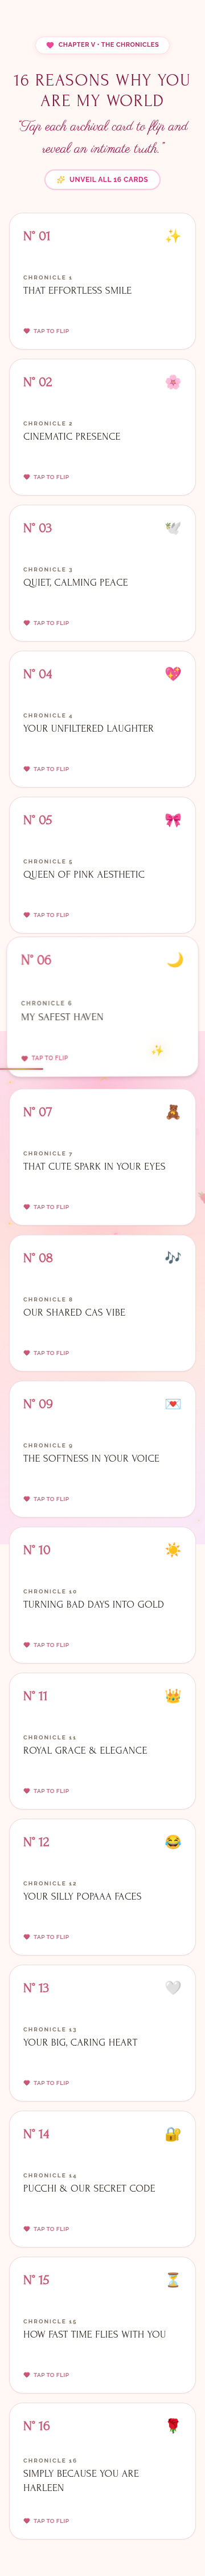 CHAPTER V • THE CHRONICLES
16 REASONS WHY YOU
ARE MY WORLD
"Tap each archival card to flip and
reveal an intimate truth."
UNVEIL ALL 16 CARDS
N° 01
CHRONICLE 1
THAT EFFORTLESS SMILE
TAP TO FLIP
N° 02
CHRONICLE 2
CINEMATIC PRESENCE
TAP TO FLIP
N° 03
CHRONICLE 3
QUIET, CALMING PEACE
TAP TO FLIP
N° 04
CHRONICLE 4
YOUR UNFILTERED LAUGHTER
TAP TO FLIP
N° 05
CHRONICLE 5
QUEEN OF PINK AESTHETIC
TAP TO FLIP
N° 06
CHRONICLE 6
MY SAFEST HAVEN
TAP TO FLIP
N° 07
CHRONICLE 7
THAT CUTE SPARK IN YOUR EYES
TAP TO FLIP
N° 08
CHRONICLE 8
OUR SHARED CAS VIBE
TAP TO FLIP
N° 09
CHRONICLE 9
THE SOFTNESS IN YOUR VOICE
TAP TO FLIP
N° 10
CHRONICLE 10
TURNING BAD DAYS INTO GOLD
TAP TO FLIP
N° 11
CHRONICLE 11
ROYAL GRACE & ELEGANCE
TAP TO FLIP
N° 12
CHRONICLE 12
YOUR SILLY POPAAA FACES
TAP TO FLIP
N° 13
CHRONICLE 13
YOUR BIG, CARING HEART
TAP TO FLIP
N° 14
CHRONICLE 14
PUCCHI & OUR SECRET CODE
TAP TO FLIP
N° 15
CHRONICLE 15
HOW FAST TIME FLIES WITH YOU
TAP TO FLIP
N° 16
CHRONICLE 16
SIMPLY BECAUSE YOU ARE
HARLEEN
TAP TO FLIP